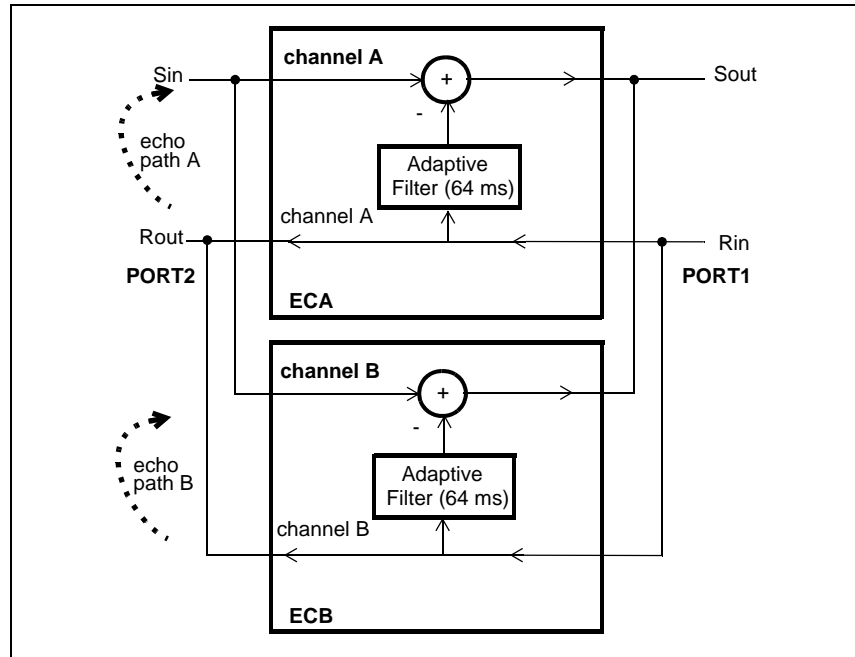 channel A
Sin
+
Sout
-
echo
path A
Adaptive
Filter (64 ms)
channel A
Rout
Rin
PORT2
PORT1
ECA
channel B
+
-
echo
path B
Adaptive
Filter (64 ms)
channel B
ECB